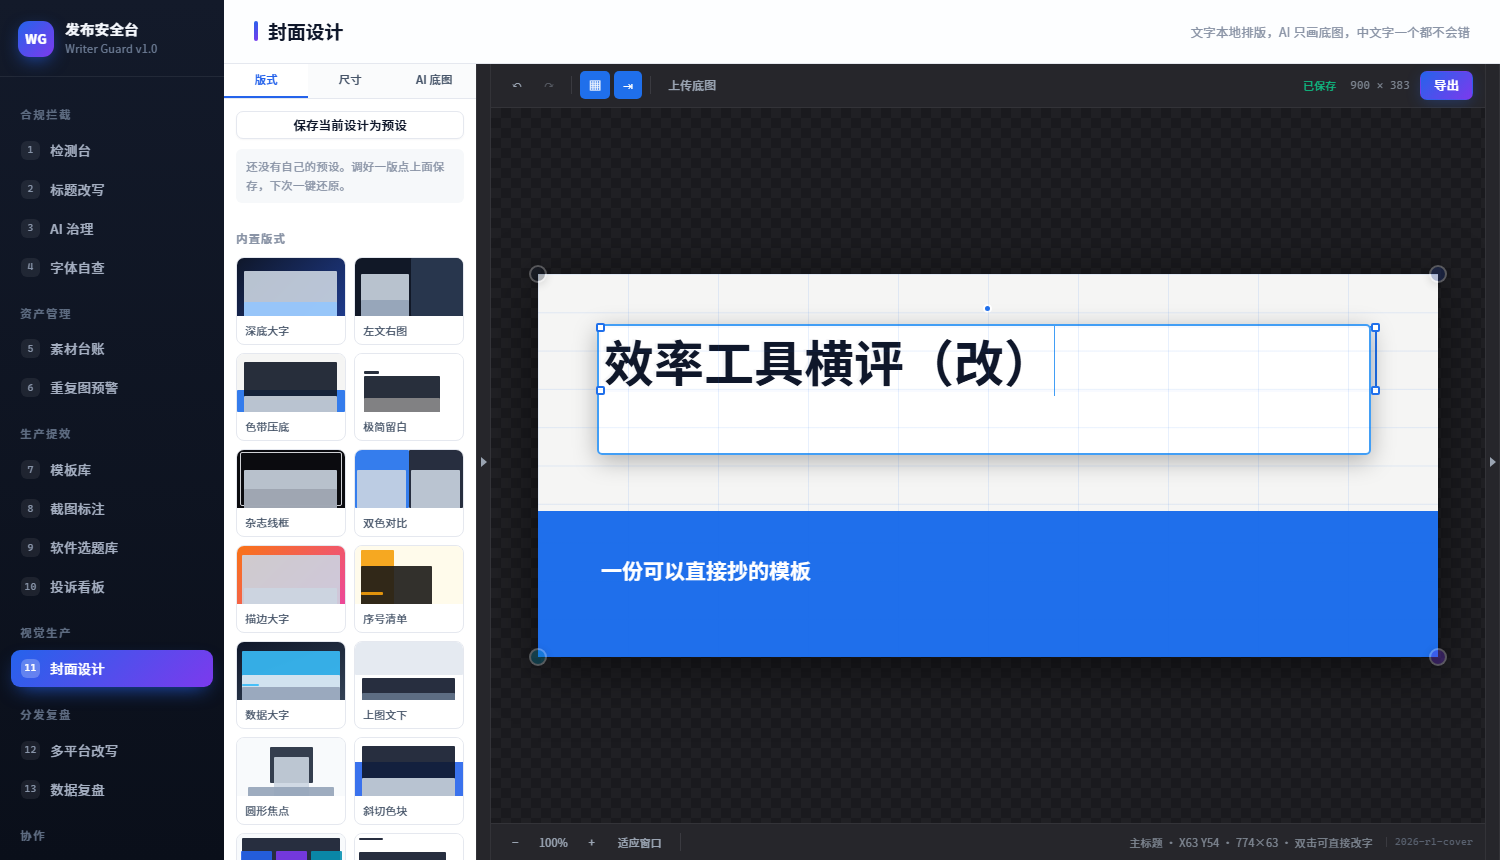 WG
发布安全台
Writer Guard v1.0
合规拦截
1 检测台
2 标题改写
3 AI 治理
4 字体自查
资产管理
5 素材台账
6 重复图预警
生产提效
7 模板库
8 截图标注
9 软件选题库
10 投诉看板
视觉生产
11 封面设计
分发复盘
12 多平台改写
13 数据复盘
协作
封面设计
文字本地排版，AI 只画底图，中文字一个都不会错
版式 尺寸 AI 底图
保存当前设计为预设
还没有自己的预设。调好一版点上面保
存，下次一键还原。
内置版式
深底大字 左文右图
色带压底 极简留白
杂志线框 双色对比
描边大字 序号清单
数据大字 上图文下
圆形焦点 斜切色块
上传底图
已保存 900 × 383 导出
效率工具横评（改）
一份可以直接抄的模板
− 100% + 适应窗口
主标题 · X63 Y54 · 774×63 · 双击可直接改字 2026-rl-cover